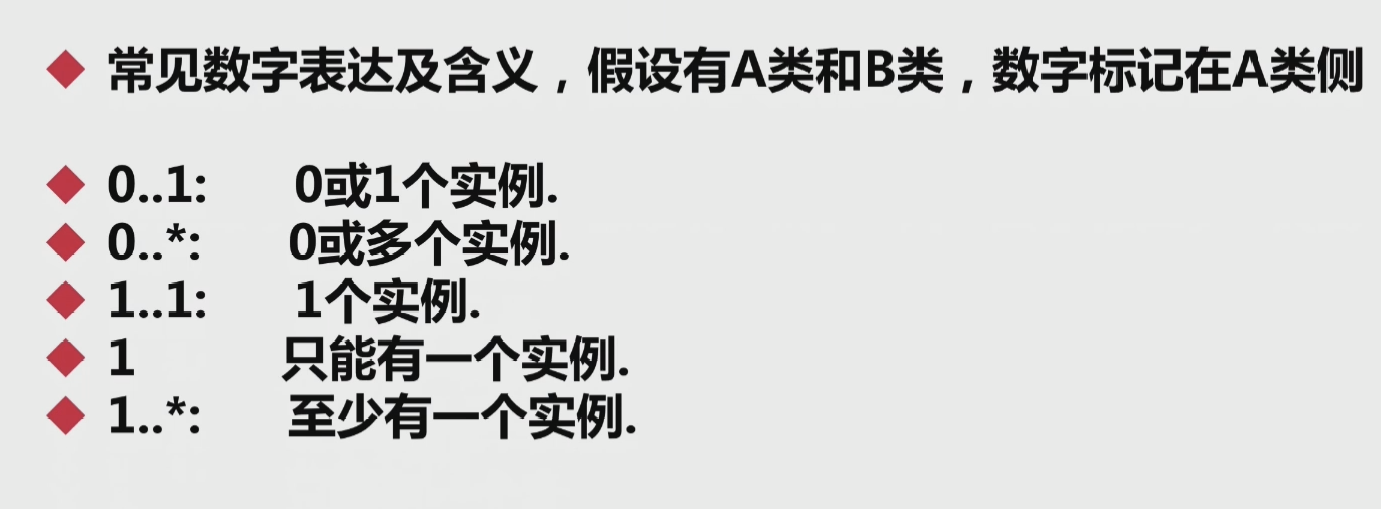 常见数字表达及含义，假设有A类和B类，数字标记在A类侧
0..1: 0或1个实例.
0..*: 0或多个实例.
1..1: 1个实例.
1 只能有一个实例.
1..*: 至少有一个实例.